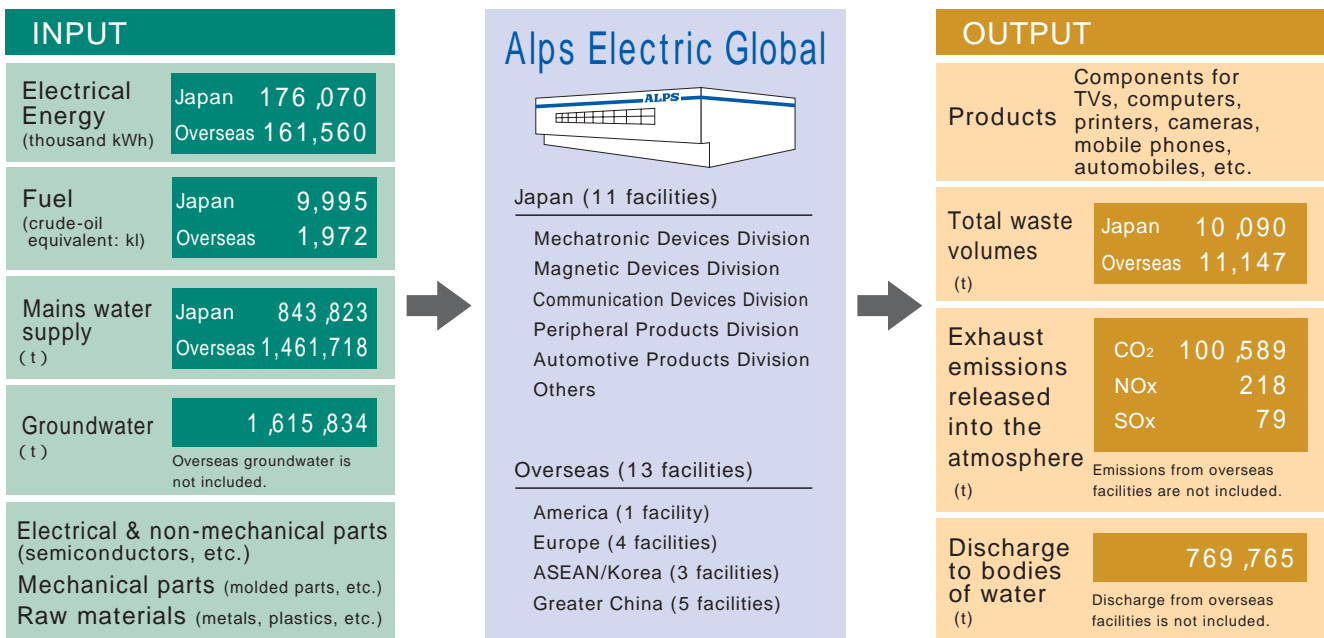 INPUT
Electrical
Energy
(thousand kWh)
Japan 176,070
Overseas 161,560
Fuel
(crude-oil
equivalent: kl)
Japan 9,995
Overseas 1,972
Mains water
supply
(t)
Japan 843,823
Overseas 1,461,718
Groundwater
(t)
1,615,834
Overseas groundwater is
not included.
Electrical & non-mechanical parts
(semiconductors, etc.)
Mechanical parts (molded parts, etc.)
Raw materials (metals, plastics, etc.)
Alps Electric Global
ALPS
Japan (11 facilities)
Mechatronic Devices Division
Magnetic Devices Division
Communication Devices Division
Peripheral Products Division
Automotive Products Division
Others
Overseas (13 facilities)
America (1 facility)
Europe (4 facilities)
ASEAN/Korea (3 facilities)
Greater China (5 facilities)
OUTPUT
Products
Components for
TVs, computers,
printers, cameras,
mobile phones,
automobiles, etc.
Total waste
volumes
(t)
Japan 10,090
Overseas 11,147
Exhaust
emissions
released
into the
atmosphere
(t)
CO2 100,589
NOx 218
SOx 79
Emissions from overseas
facilities are not included.
Discharge
to bodies
of water
(t)
769,765
Discharge from overseas
facilities is not included.